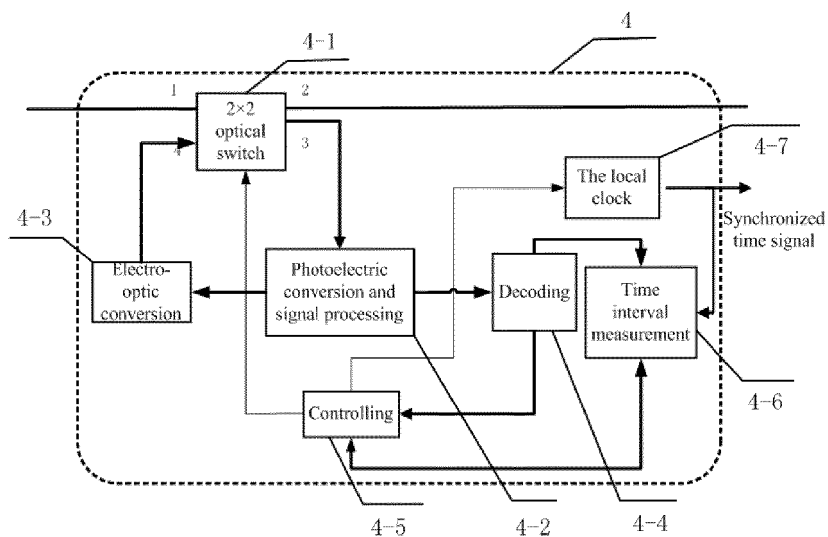 4-1
4
1
2
2×2
optical
switch
3
4
4-7
The local
clock
4-3
Synchronized
time signal
Electro-
optic
conversion
Photoelectric
conversion and
signal processing
Decoding
Time
interval
measurement
Controlling
4-6
4-5
4-2
4-4